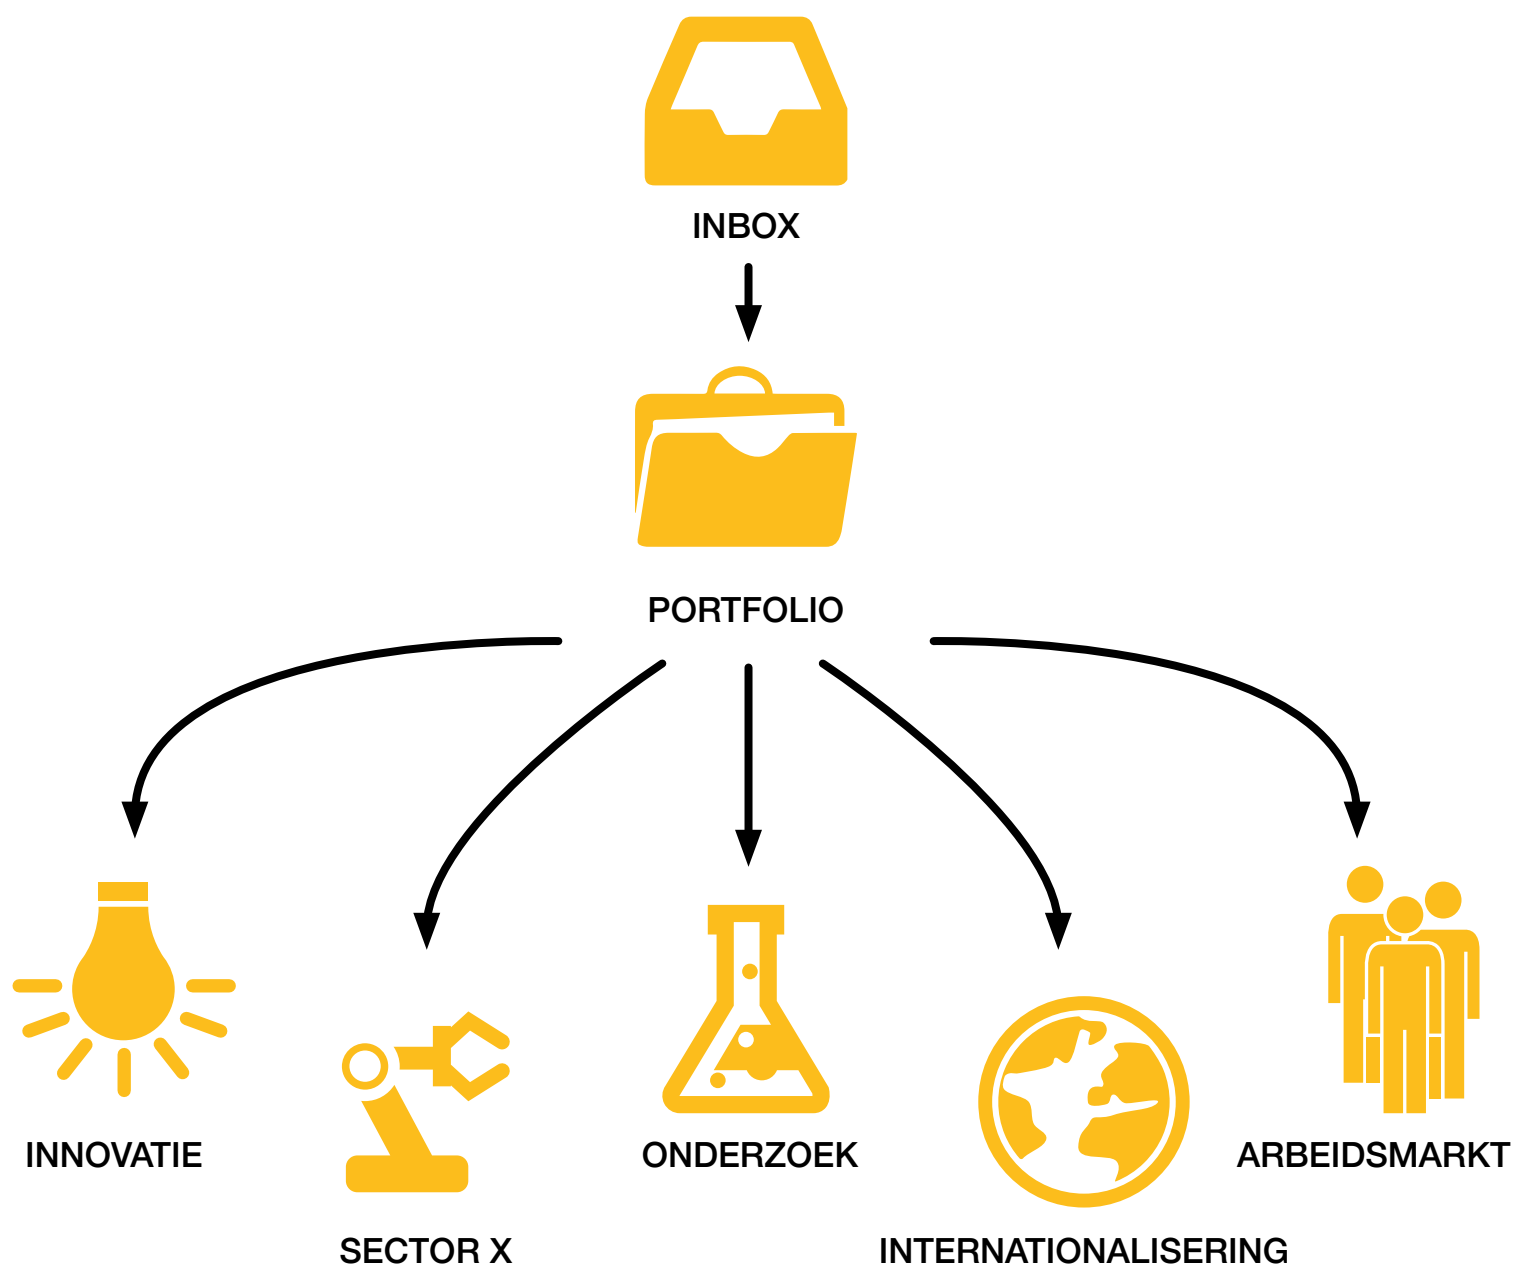 INBOX
PORTFOLIO
INNOVATIE
SECTOR X
ONDERZOEK
INTERNATIONALISERING
ARBEIDSMARKT